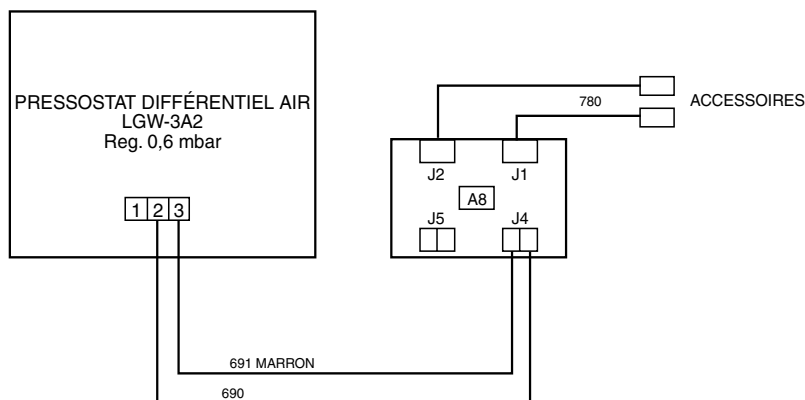 PRESSOSTAT DIFFÉRENTIEL AIR
LGW-3A2
Reg. 0,6 mbar
1 2 3
780
ACCESSOIRES
J2 J1
A8
J5 J4
691 MARRON
690